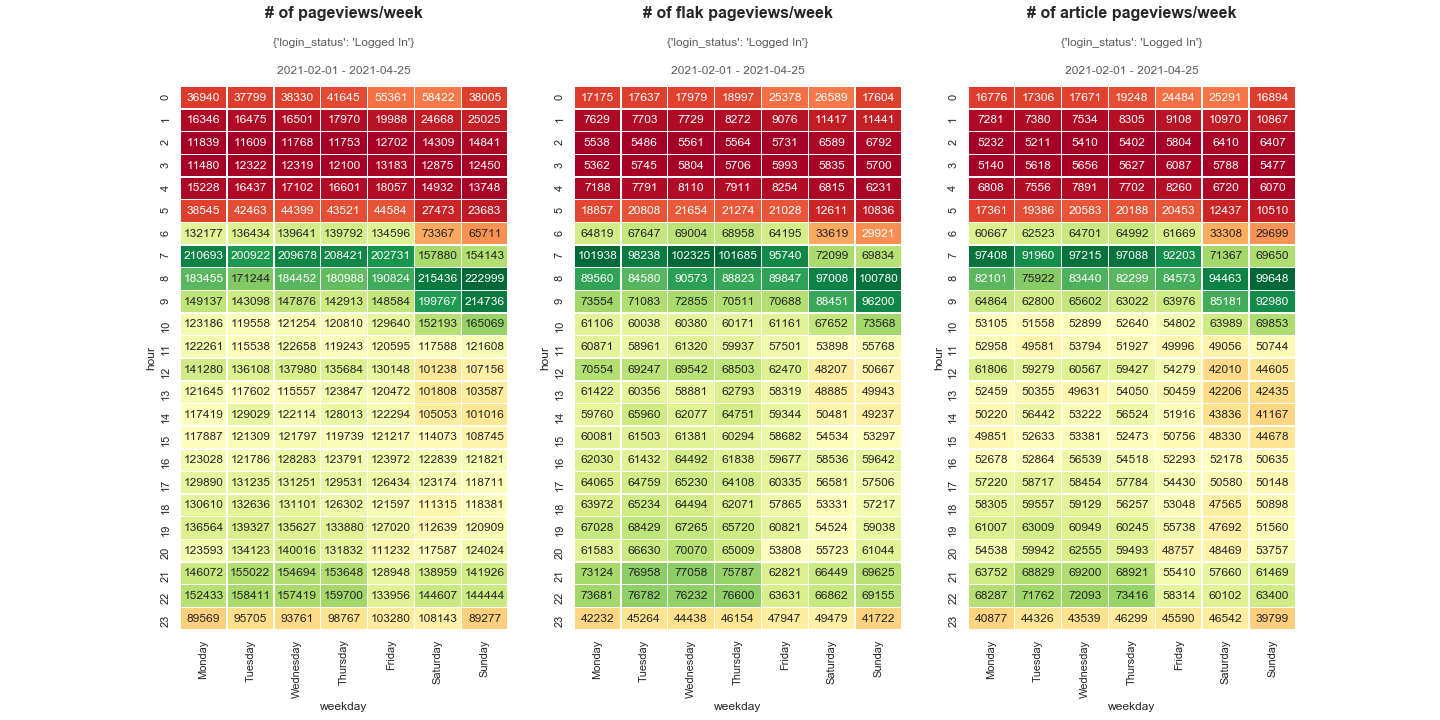 # of pageviews/week # of flak pageviews/week # of article pageviews/week
{'login_status': 'Logged In'} {'login_status': 'Logged In'} {'login_status': 'Logged In'}
2021-02-01 - 2021-04-25 2021-02-01 - 2021-04-25 2021-02-01 - 2021-04-25
0 36940 37799 38330 41645 55361 58422 38005 0 17175 17637 17979 18997 25378 26589 17604 0 16776 17306 17671 19248 24484 25291 16894
1 16346 16475 16501 17970 19988 24668 25025 1 7629 7703 7729 8272 9076 11417 11441 1 7281 7380 7534 8305 9108 10970 10867
2 11839 11609 11768 11753 12702 14309 14841 2 5538 5486 5561 5564 5731 6589 6792 2 5232 5211 5410 5402 5804 6410 6407
3 11480 12322 12319 12100 13183 12875 12450 3 5362 5745 5804 5706 5993 5835 5700 3 5140 5618 5656 5627 6087 5788 5477
4 15228 16437 17102 16601 18057 14932 13748 4 7188 7791 8110 7911 8254 6815 6231 4 6808 7556 7891 7702 8260 6720 6070
5 38545 42463 44399 43521 44584 27473 23683 5 18857 20808 21654 21274 21028 12611 10836 5 17361 19386 20583 20188 20453 12437 10510
6 132177 136434 139641 139792 134596 73367 65711 6 64819 67647 69004 68958 64195 33619 29921 6 60667 62523 64701 64992 61669 33308 29699
7 210693 200922 209678 208421 202731 157880 154143 7 101938 98238 102325 101685 95740 72099 69834 7 97408 91960 97215 97088 92203 71367 69650
8 183455 171244 184452 180988 190824 215436 222999 8 89560 84580 90573 88823 89847 97008 100780 8 82101 75922 83440 82299 84573 94463 99648
9 149137 143098 147876 142913 148584 199767 214736 9 73554 71083 72855 70511 70688 88451 96200 9 64864 62800 65602 63022 63976 85181 92980
10 123186 119558 121254 120810 129640 152193 165069 10 61106 60038 60380 60171 61161 67652 73568 10 53105 51558 52899 52640 54802 63989 69853
11 122261 115538 122658 119243 120595 117588 121608 11 60871 58961 61320 59937 57501 53898 55768 11 52958 49581 53794 51927 49996 49056 50744
hour hour hour
12 141280 136108 137980 135684 130148 101238 107156 12 70554 69247 69542 68503 62470 48207 50667 12 61806 59279 60567 59427 54279 42010 44605
13 121645 117602 115557 123847 120472 101808 103587 13 61422 60356 58881 62793 58319 48885 49943 13 52459 50355 49631 54050 50459 42206 42435
14 117419 129029 122114 128013 122294 105053 101016 14 59760 65960 62077 64751 59344 50481 49237 14 50220 56442 53222 56524 51916 43836 41167
15 117887 121309 121797 119739 121217 114073 108745 15 60081 61503 61381 60294 58682 54534 53297 15 49851 52633 53381 52473 50756 48330 44678
16 123028 121786 128283 123791 123972 122839 121821 16 62030 61432 64492 61838 59677 58536 59642 16 52678 52864 56539 54518 52293 52178 50635
17 129890 131235 131251 129531 126434 123174 118711 17 64065 64759 65230 64108 60335 56581 57506 17 57220 58717 58454 57784 54430 50580 50148
18 130610 132636 131101 126302 121597 111315 118381 18 63972 65234 64494 62071 57865 53331 57217 18 58305 59557 59129 56257 53048 47565 50898
19 136564 139327 135627 133880 127020 112639 120909 19 67028 68429 67265 65720 60821 54524 59038 19 61007 63009 60949 60245 55738 47692 51560
20 123593 134123 140016 131832 111232 117587 124024 20 61583 66630 70070 65009 53808 55723 61044 20 54538 59942 62555 59493 48757 48469 53757
21 146072 155022 154694 153648 128948 138959 141926 21 73124 76958 77058 75787 62821 66449 69625 21 63752 68829 69200 68921 55410 57660 61469
22 152433 158411 157419 159700 133956 144607 144444 22 73681 76782 76232 76600 63631 66862 69155 22 68287 71762 72093 73416 58314 60102 63400
23 89569 95705 93761 98767 103280 108143 89277 23 42232 45264 44438 46154 47947 49479 41722 23 40877 44326 43539 46299 45590 46542 39799
Monday Tuesday Wednesday Thursday Friday Saturday Sunday Monday Tuesday Wednesday Thursday Friday Saturday Sunday Monday Tuesday Wednesday Thursday Friday Saturday Sunday
weekday weekday weekday